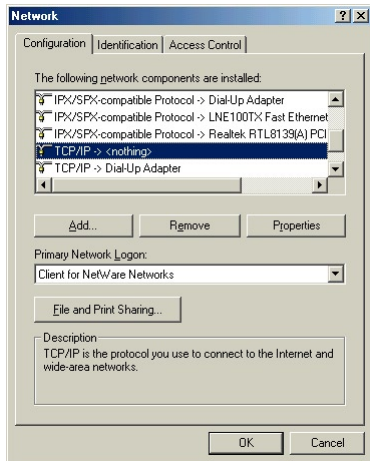 Network
Configuration Identification Access Control
The following network components are installed:
IPX/SPX-compatible Protocol -> Dial-Up Adapter
IPX/SPX-compatible Protocol -> LNE100TX Fast Ethernet
IPX/SPX-compatible Protocol -> Realtek RTL8139(A) PCI
TCP/IP -> <nothing>
TCP/IP -> Dial-Up Adapter
Add... Remove Properties
Primary Network Logon:
Client for NetWare Networks
File and Print Sharing...
Description
TCP/IP is the protocol you use to connect to the Internet and
wide-area networks.
OK Cancel